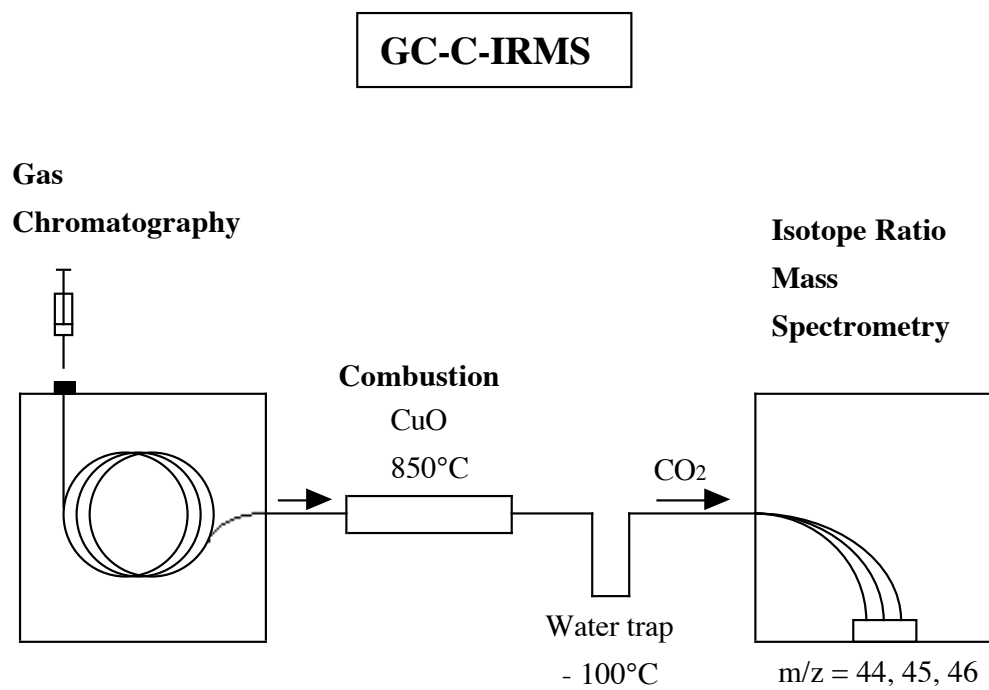 GC-C-IRMS
Gas
Chromatography
Isotope Ratio
Mass
Spectrometry
Combustion
CuO
850°C
CO2
Water trap
- 100°C
m/z = 44, 45, 46